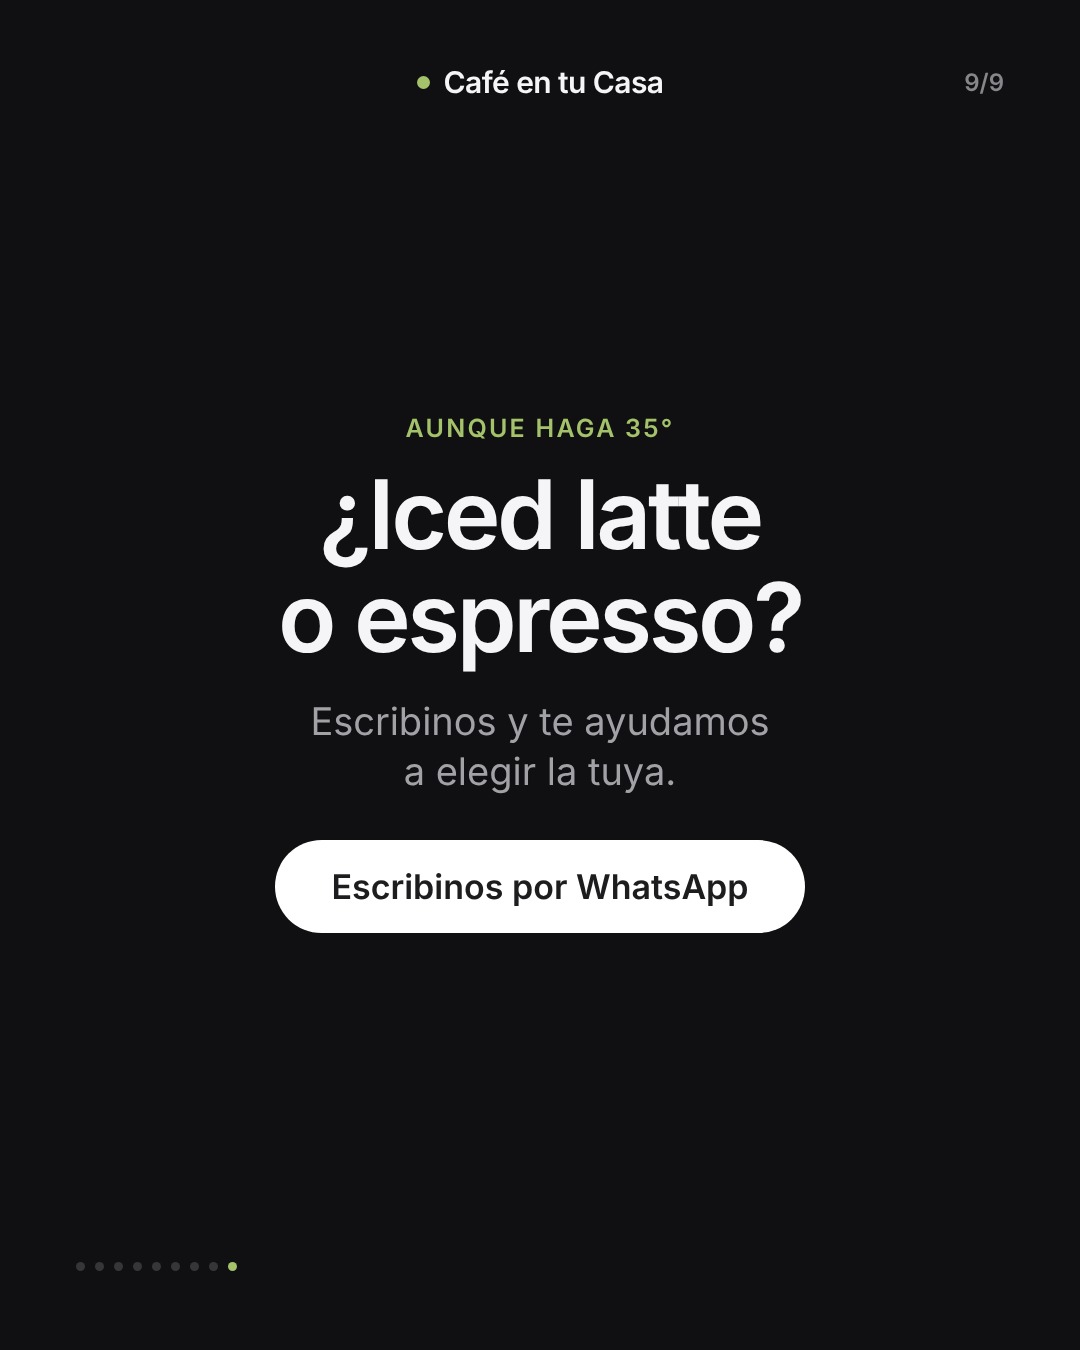 Café en tu Casa
9/9
AUNQUE HAGA 35°
¿Iced latte
o espresso?
Escribinos y te ayudamos
a elegir la tuya.
Escribinos por WhatsApp